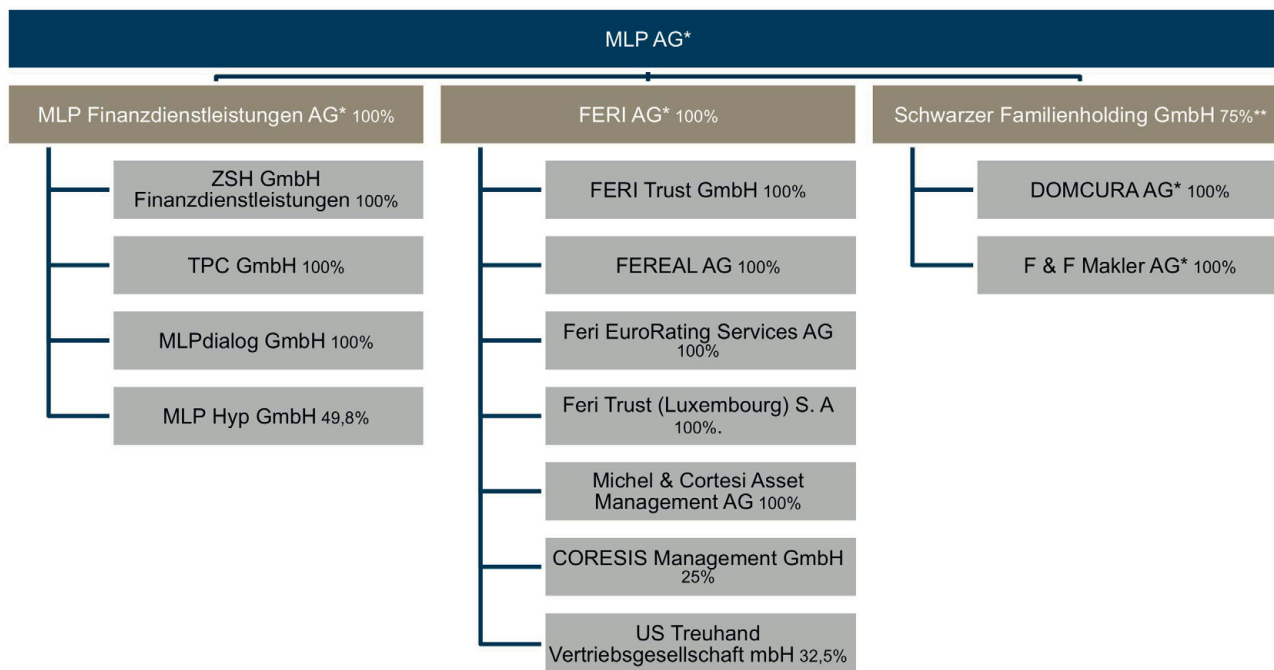 MLP AG*
MLP Finanzdienstleistungen AG* 100%
ZSH GmbH
Finanzdienstleistungen 100%
TPC GmbH 100%
MLPdialog GmbH 100%
MLP Hyp GmbH 49,8%
FERI AG* 100%
FERI Trust GmbH 100%
FEREAL AG 100%
Feri EuroRating Services AG
100%
Feri Trust (Luxembourg) S. A
100%.
Michel & Cortesi Asset
Management AG 100%
CORESIS Management GmbH
25%
US Treuhand
Vertriebsgesellschaft mbH 32,5%
Schwarzer Familienholding GmbH 75%**
DOMCURA AG* 100%
F & F Makler AG* 100%